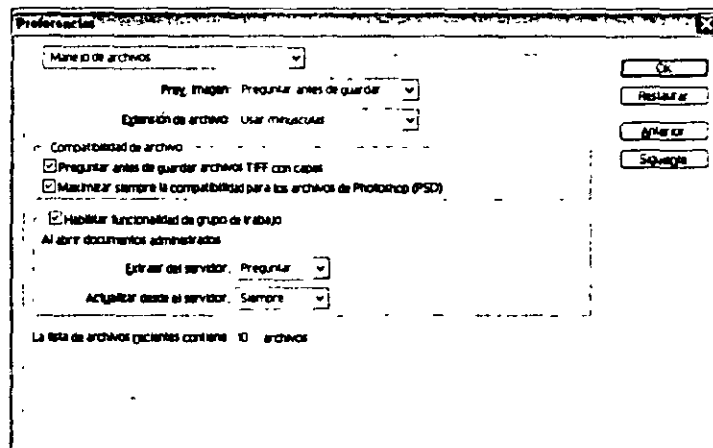 Preferencias
Manejo de archivos
OK
Prev. Imagen: Preguntar antes de guardar
Restaurar
Extensión de archivo: Usar minúsculas
Anterior
Compatibilidad de archivo
Siguiente
Preguntar antes de guardar archivos TIFF con capas
Maximizar siempre la compatibilidad para los archivos de Photoshop (PSD)
Habilitar funcionalidad de grupo de trabajo
Al abrir documentos administrados
Extraer del servidor: Preguntar
Actualizar desde el servidor: Siempre
La lista de archivos recientes contiene 10 archivos